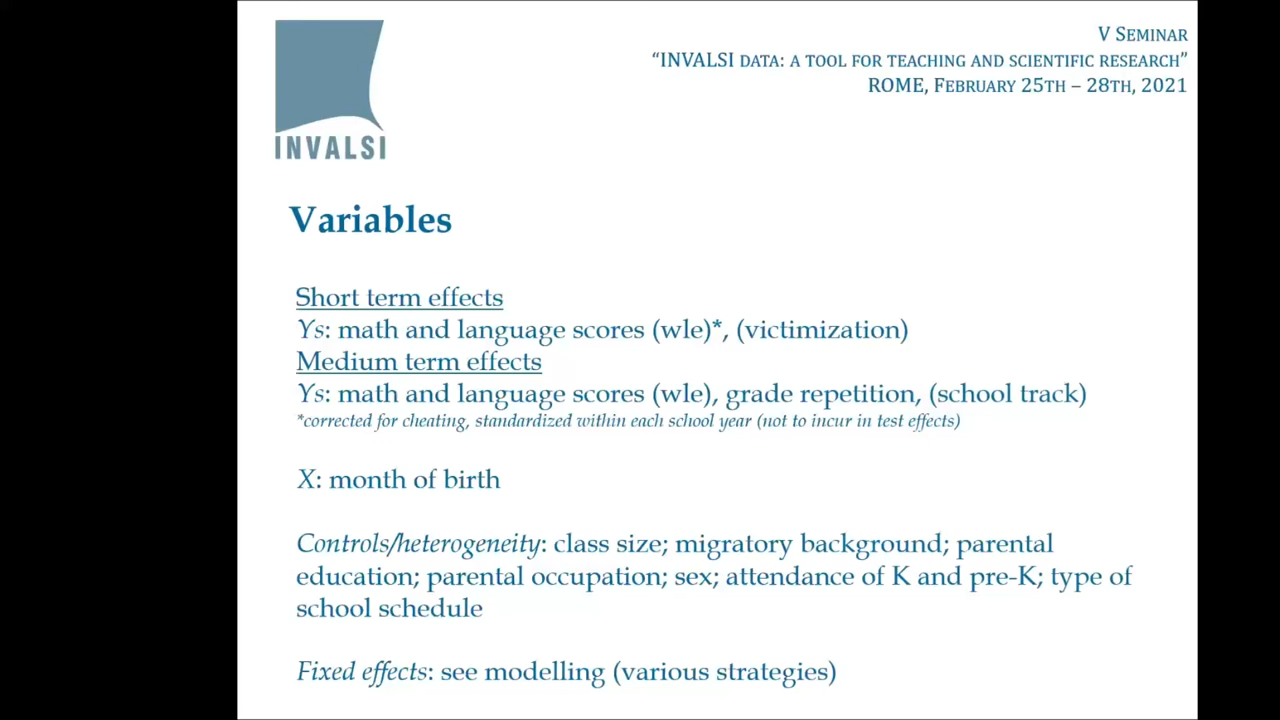 V SEMINAR
“INVALSI DATA: A TOOL FOR TEACHING AND SCIENTIFIC RESEARCH”
ROME, FEBRUARY 25TH – 28TH, 2021
INVALSI
Variables
Short term effects
Ys: math and language scores (wle)*, (victimization)
Medium term effects
Ys: math and language scores (wle), grade repetition, (school track)
*corrected for cheating, standardized within each school year (not to incur in test effects)
X: month of birth
Controls/heterogeneity: class size; migratory background; parental
education; parental occupation; sex; attendance of K and pre-K; type of
school schedule
Fixed effects: see modelling (various strategies)